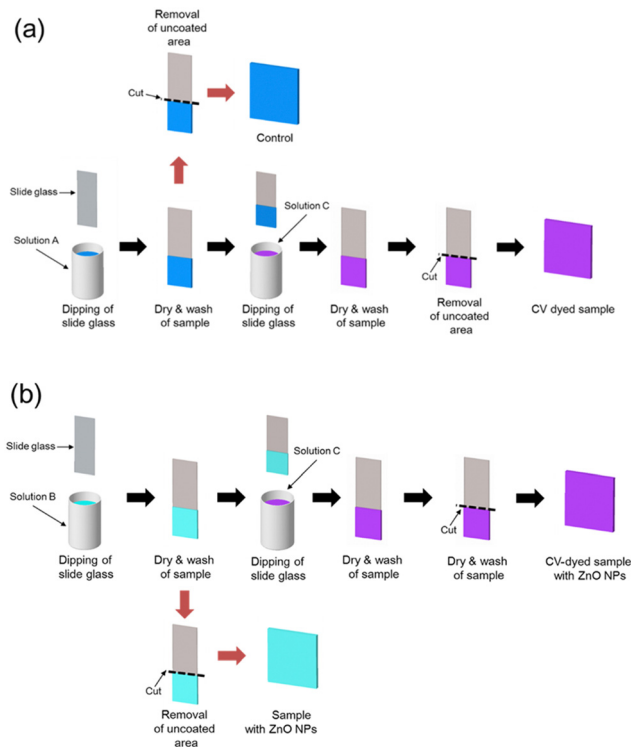 (a)
Removal
of uncoated
area
Cut
Control
Slide glass
Solution A
Solution C
Cut
Dipping of
slide glass
Dry & wash
of sample
Dipping of
slide glass
Dry & wash
of sample
Removal
of uncoated
area
CV dyed sample
(b)
Slide glass
Solution B
Solution C
Cut
Dipping of
slide glass
Dry & wash
of sample
Dipping of
slide glass
Dry & wash
of sample
Dry & wash
of sample
CV-dyed sample
with ZnO NPs
Cut
Removal
of uncoated
area
Sample
with ZnO NPs